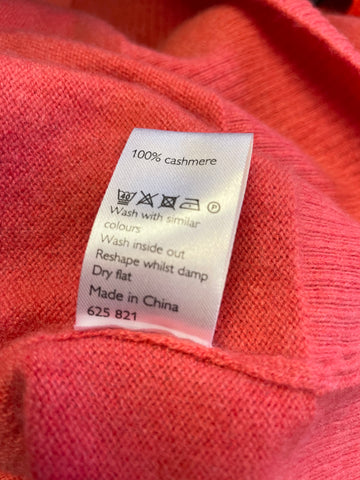 100% cashmere
40 P
Wash with similar
colours
Wash inside out
Reshape whilst damp
Dry flat
Made in China
625 821